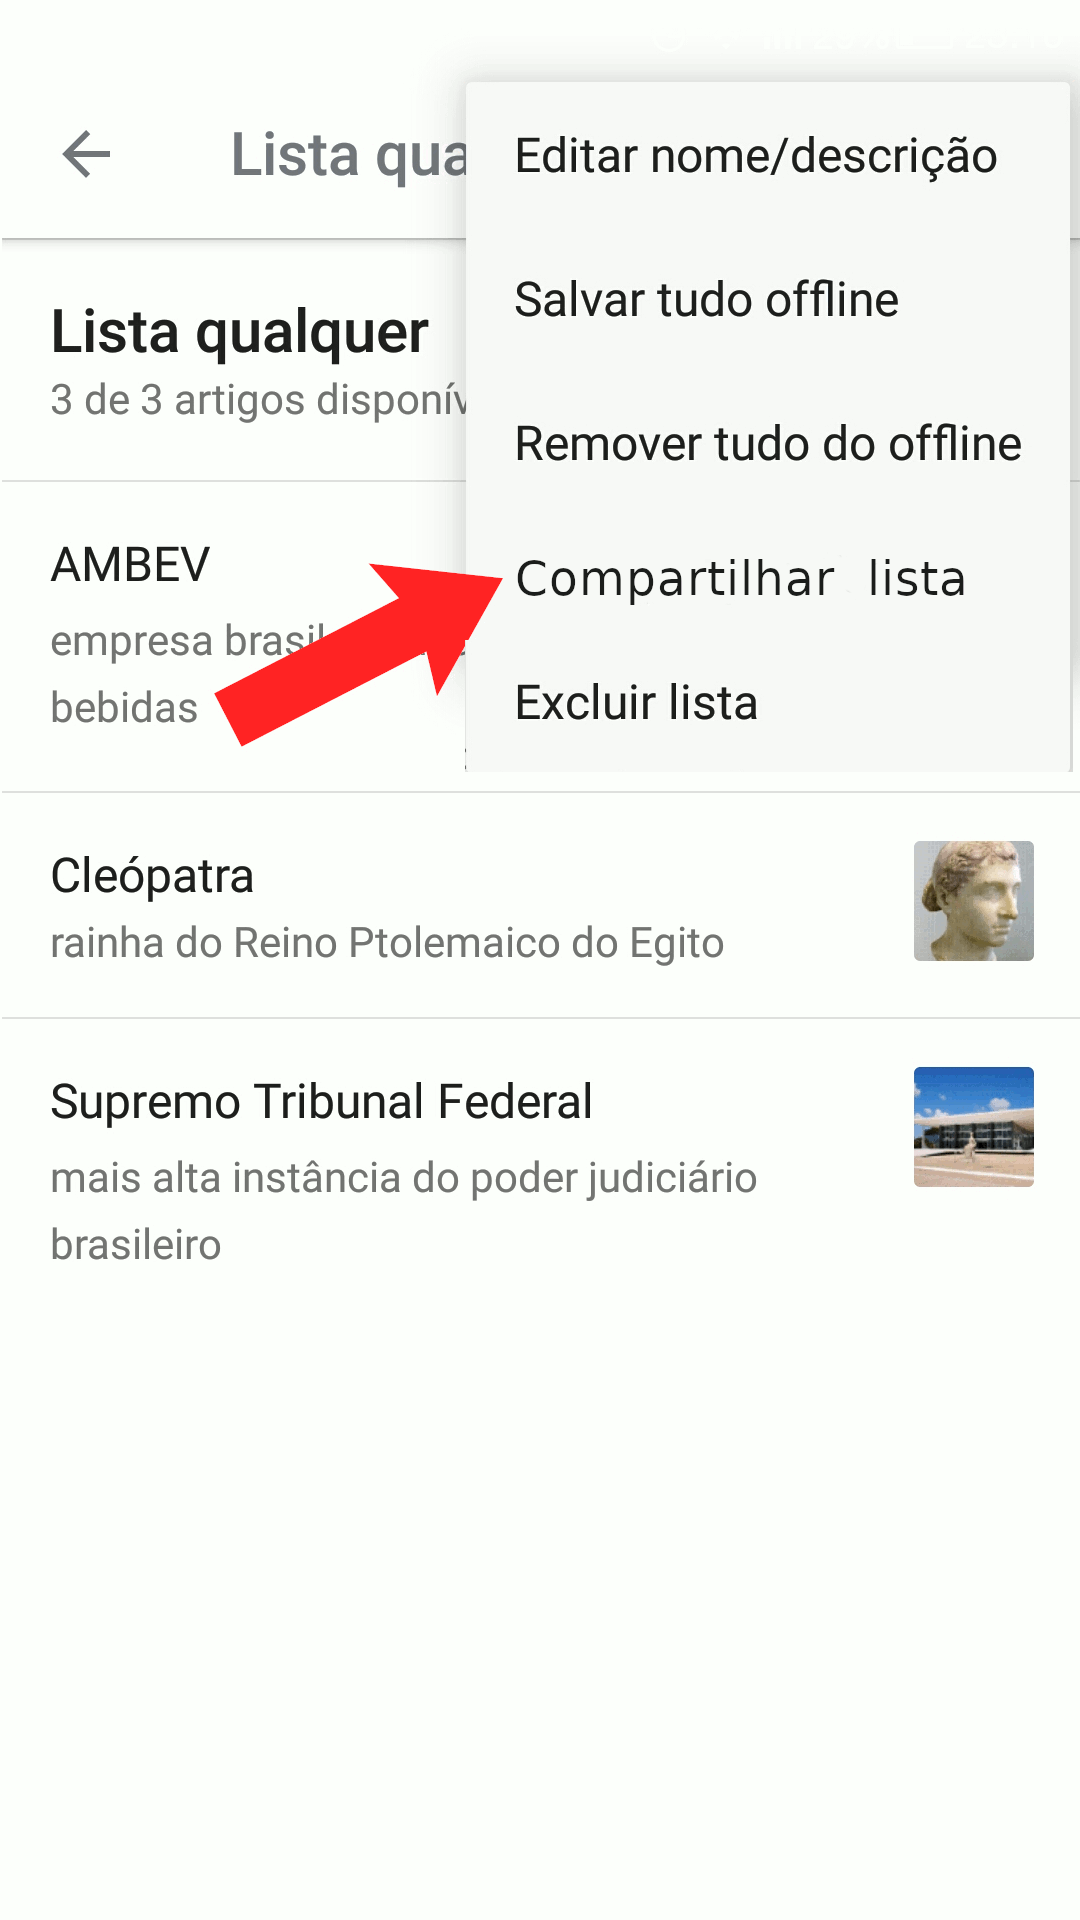 Lista qua
Editar nome/descrição
Salvar tudo offline
Remover tudo do offline
Compartilhar lista
Excluir lista
Lista qualquer
3 de 3 artigos disponív
AMBEV
empresa brasil
bebidas
Cleópatra
rainha do Reino Ptolemaico do Egito
Supremo Tribunal Federal
mais alta instância do poder judiciário
brasileiro